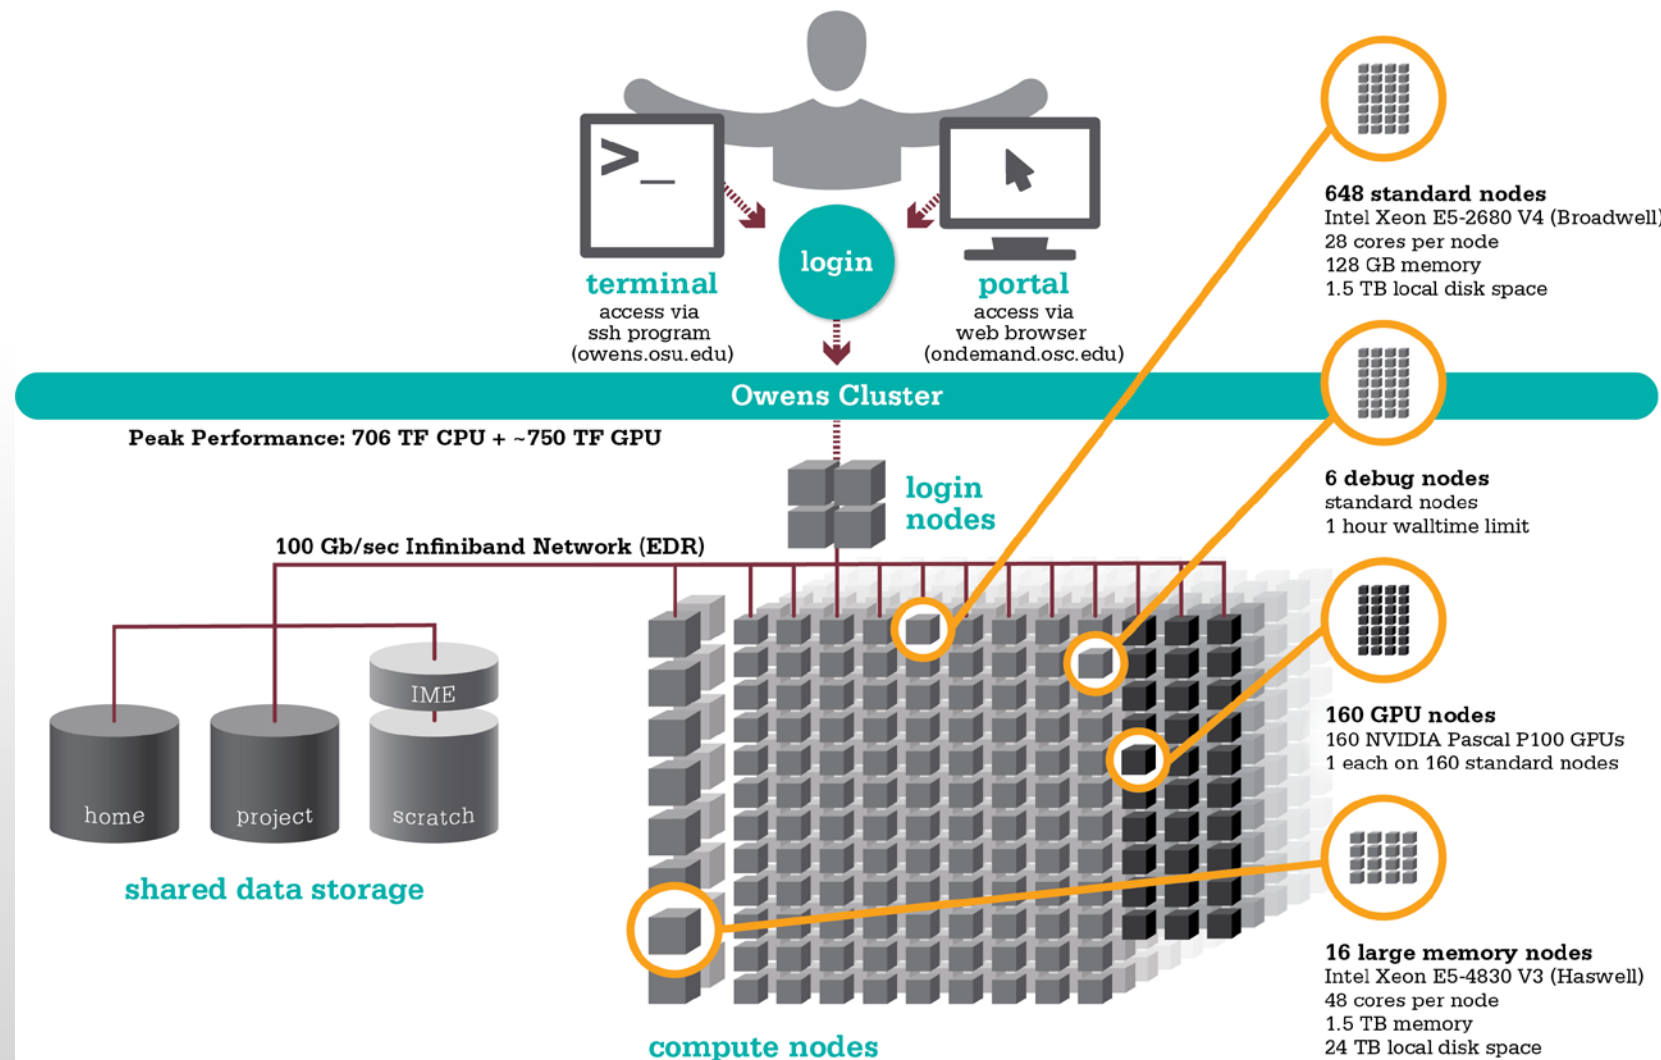 >_
login
terminal
access via
ssh program
(owens.osu.edu)
portal
access via
web browser
(ondemand.osc.edu)
Owens Cluster
Peak Performance: 706 TF CPU + ~750 TF GPU
login
nodes
100 Gb/sec Infiniband Network (EDR)
IME
home
project
scratch
shared data storage
compute nodes
648 standard nodes
Intel Xeon E5-2680 V4 (Broadwell)
28 cores per node
128 GB memory
1.5 TB local disk space
6 debug nodes
standard nodes
1 hour walltime limit
160 GPU nodes
160 NVIDIA Pascal P100 GPUs
1 each on 160 standard nodes
16 large memory nodes
Intel Xeon E5-4830 V3 (Haswell)
48 cores per node
1.5 TB memory
24 TB local disk space